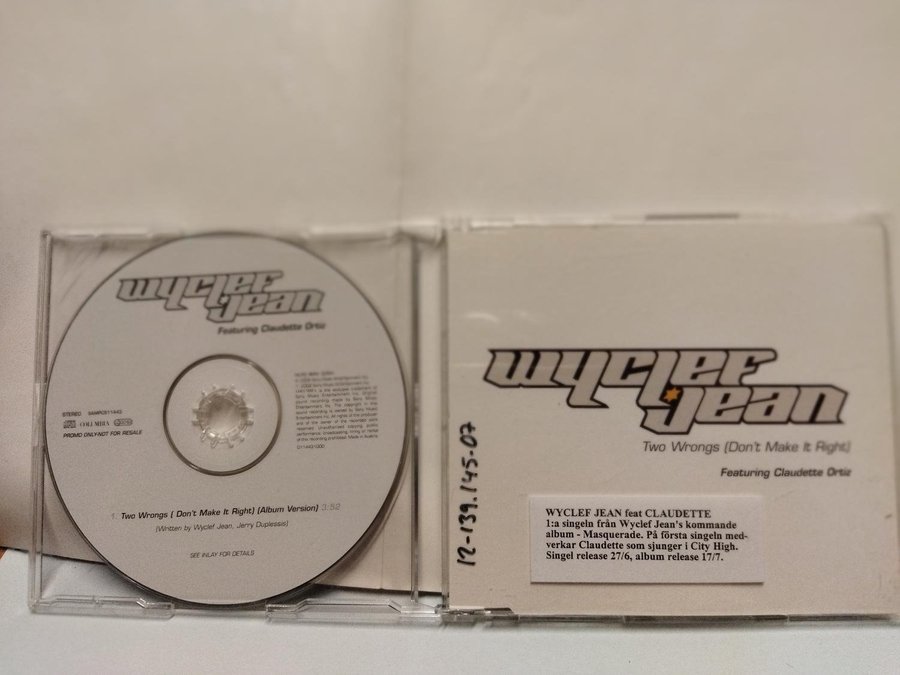 wyclef
jean
Featuring Claudette Ortiz
STEREO SAMPCS11440
COLUMBIA
PROMO ONLY-NOT FOR RESALE
1. Two Wrongs ( Don't Make It Right) (Album Version) 3:52
(Written by Wyclef Jean, Jerry Duplessis)
SEE INLAY FOR DETAILS
12-139.145-07
wyclef
jean
Two Wrongs (Don't Make It Right)
Featuring Claudette Ortiz
WYCLEF JEAN feat CLAUDETTE
1:a singeln från Wyclef Jean's kommande
album - Masquerade. På första singeln med-
verkar Claudette som sjunger i City High.
Singel release 27/6, album release 17/7.